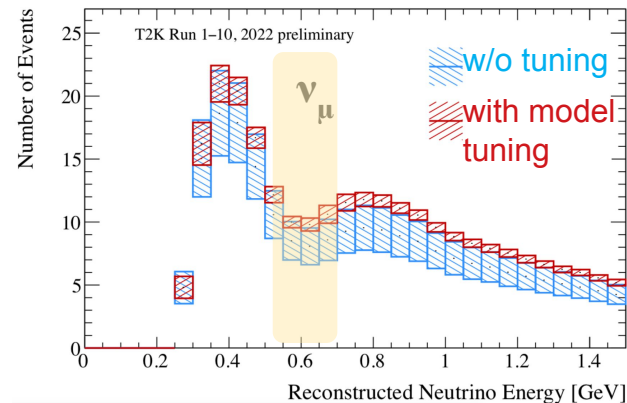 T2K Run 1–10, 2022 preliminary
Number of Events
25
20
15
10
5
0
w/o tuning
with model
tuning
νμ
0 0.2 0.4 0.6 0.8 1 1.2 1.4
Reconstructed Neutrino Energy [GeV]